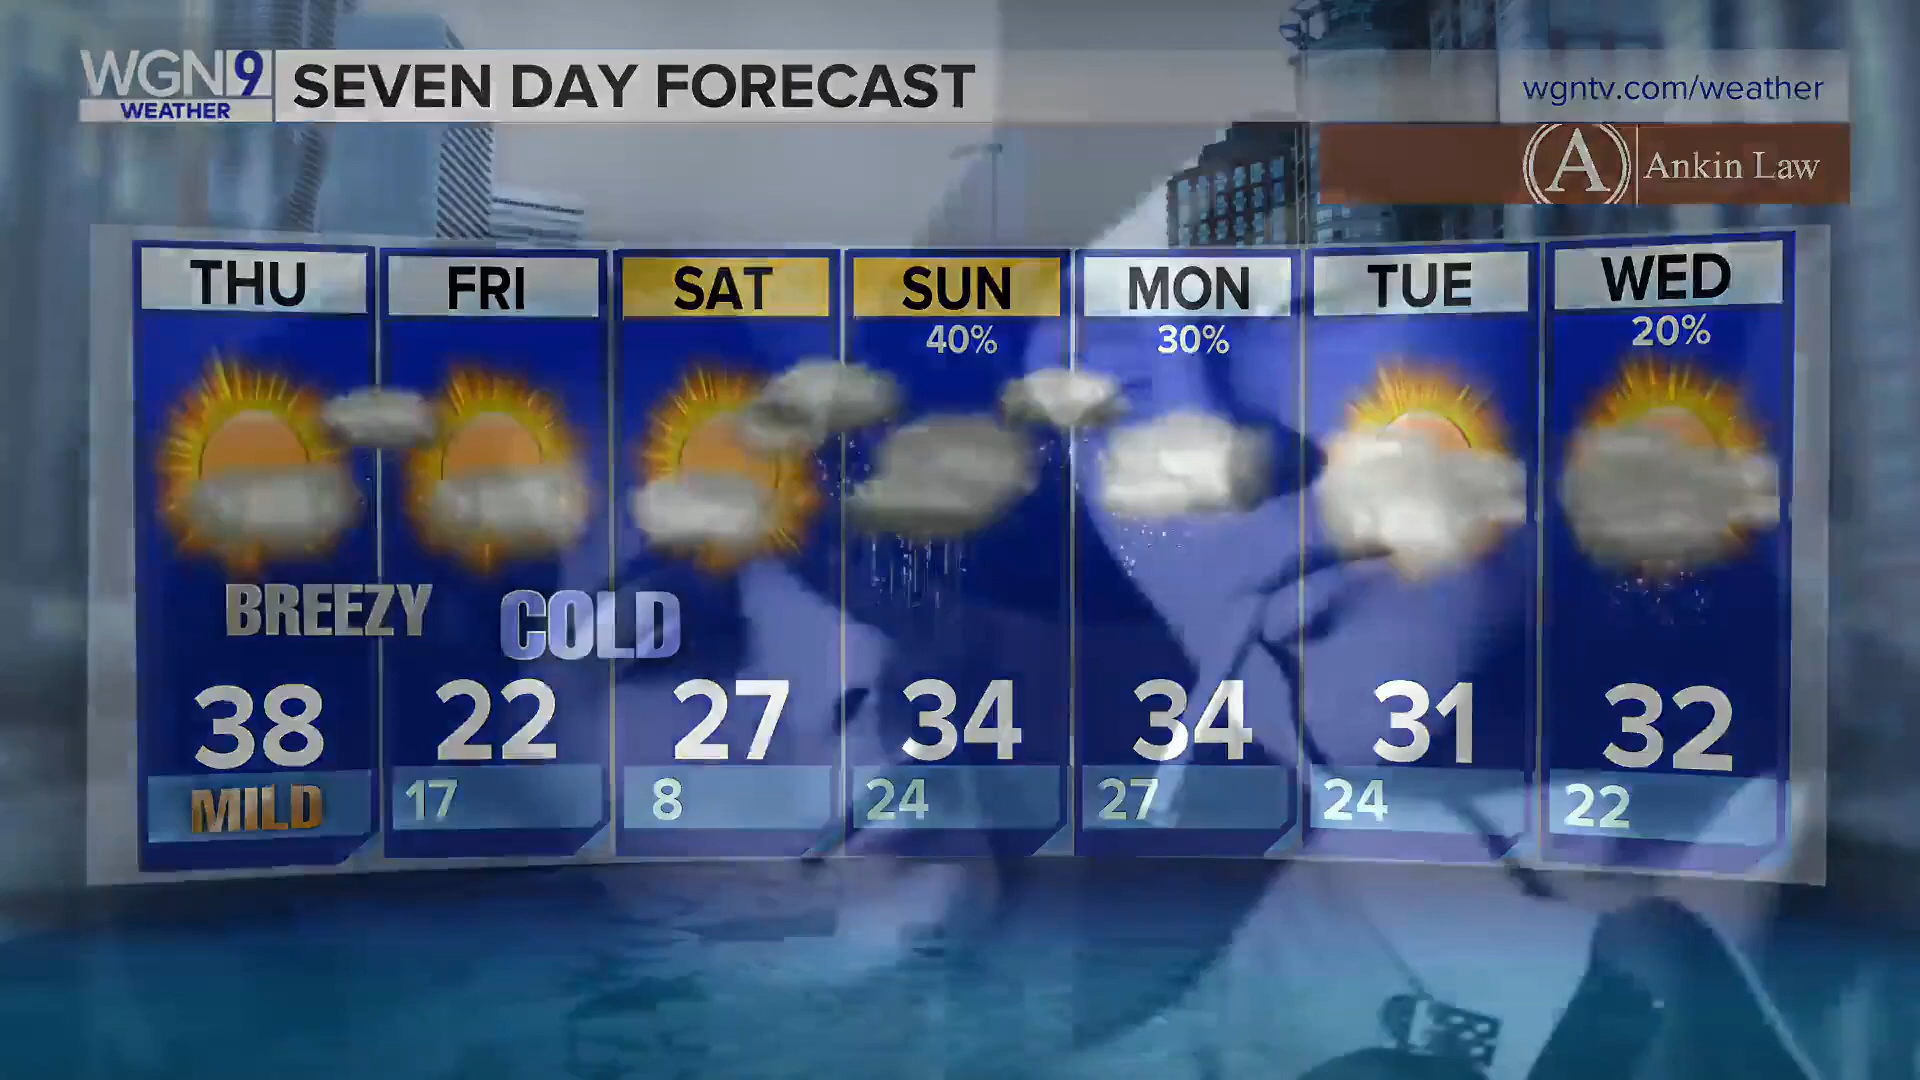 WGN9
WEATHER
SEVEN DAY FORECAST
wgntv.com/weather
A
Ankin Law
THU
FRI
SAT
SUN
MON
TUE
WED
40%
30%
20%
BREEZY
COLD
38
22
27
34
34
31
32
MILD
17
8
24
27
24
22